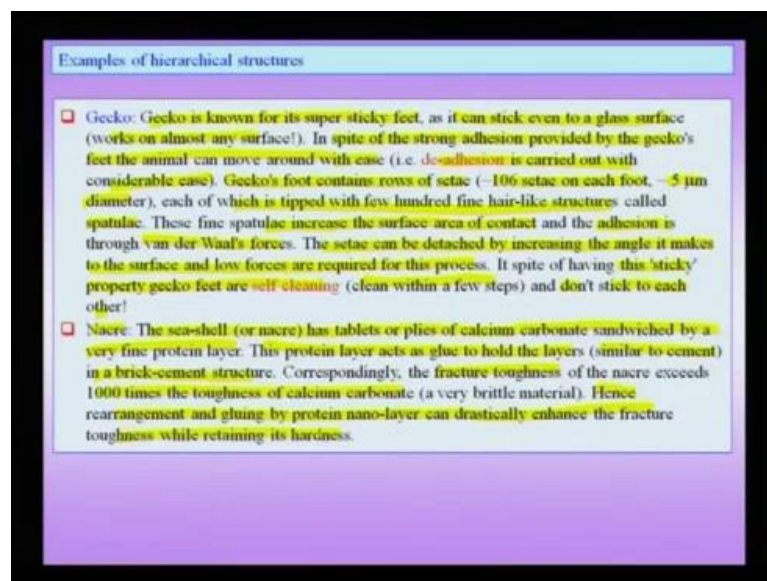 Examples of hierarchical structures
Gecko: Gecko is known for its super sticky feet, as it can stick even to a glass surface
(works on almost any surface!). In spite of the strong adhesion provided by the gecko's
feet the animal can move around with ease (i.e. de-adhesion is carried out with
considerable ease). Gecko's foot contains rows of setae (~106 setae on each foot, ~5 μm
diameter), each of which is tipped with few hundred fine hair-like structures called
spatulae. These fine spatulae increase the surface area of contact and the adhesion is
through van der Waal's forces. The setae can be detached by increasing the angle it makes
to the surface and low forces are required for this process. It spite of having this 'sticky'
property gecko feet are self cleaning (clean within a few steps) and don't stick to each
other!
Nacre: The sea-shell (or nacre) has tablets or plies of calcium carbonate sandwiched by a
very fine protein layer. This protein layer acts as glue to hold the layers (similar to cement)
in a brick-cement structure. Correspondingly, the fracture toughness of the nacre exceeds
1000 times the toughness of calcium carbonate (a very brittle material). Hence
rearrangement and gluing by protein nano-layer can drastically enhance the fracture
toughness while retaining its hardness.